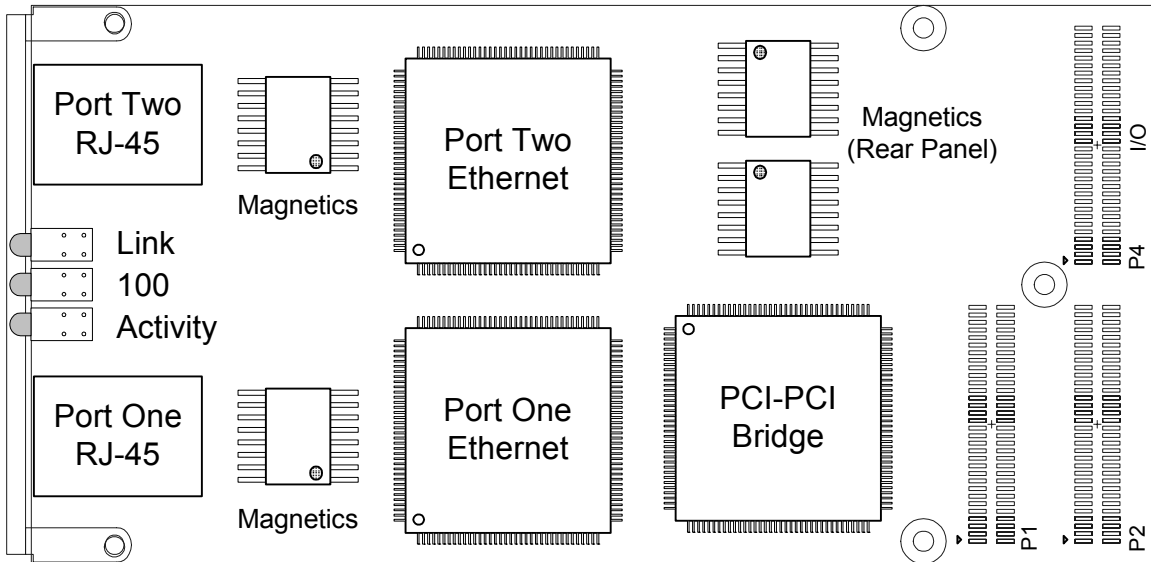 Port Two
RJ-45
Magnetics
Port Two
Ethernet
Magnetics
(Rear Panel)
I/O
P4
Link
100
Activity
Port One
RJ-45
Magnetics
Port One
Ethernet
PCI-PCI
Bridge
P1
P2